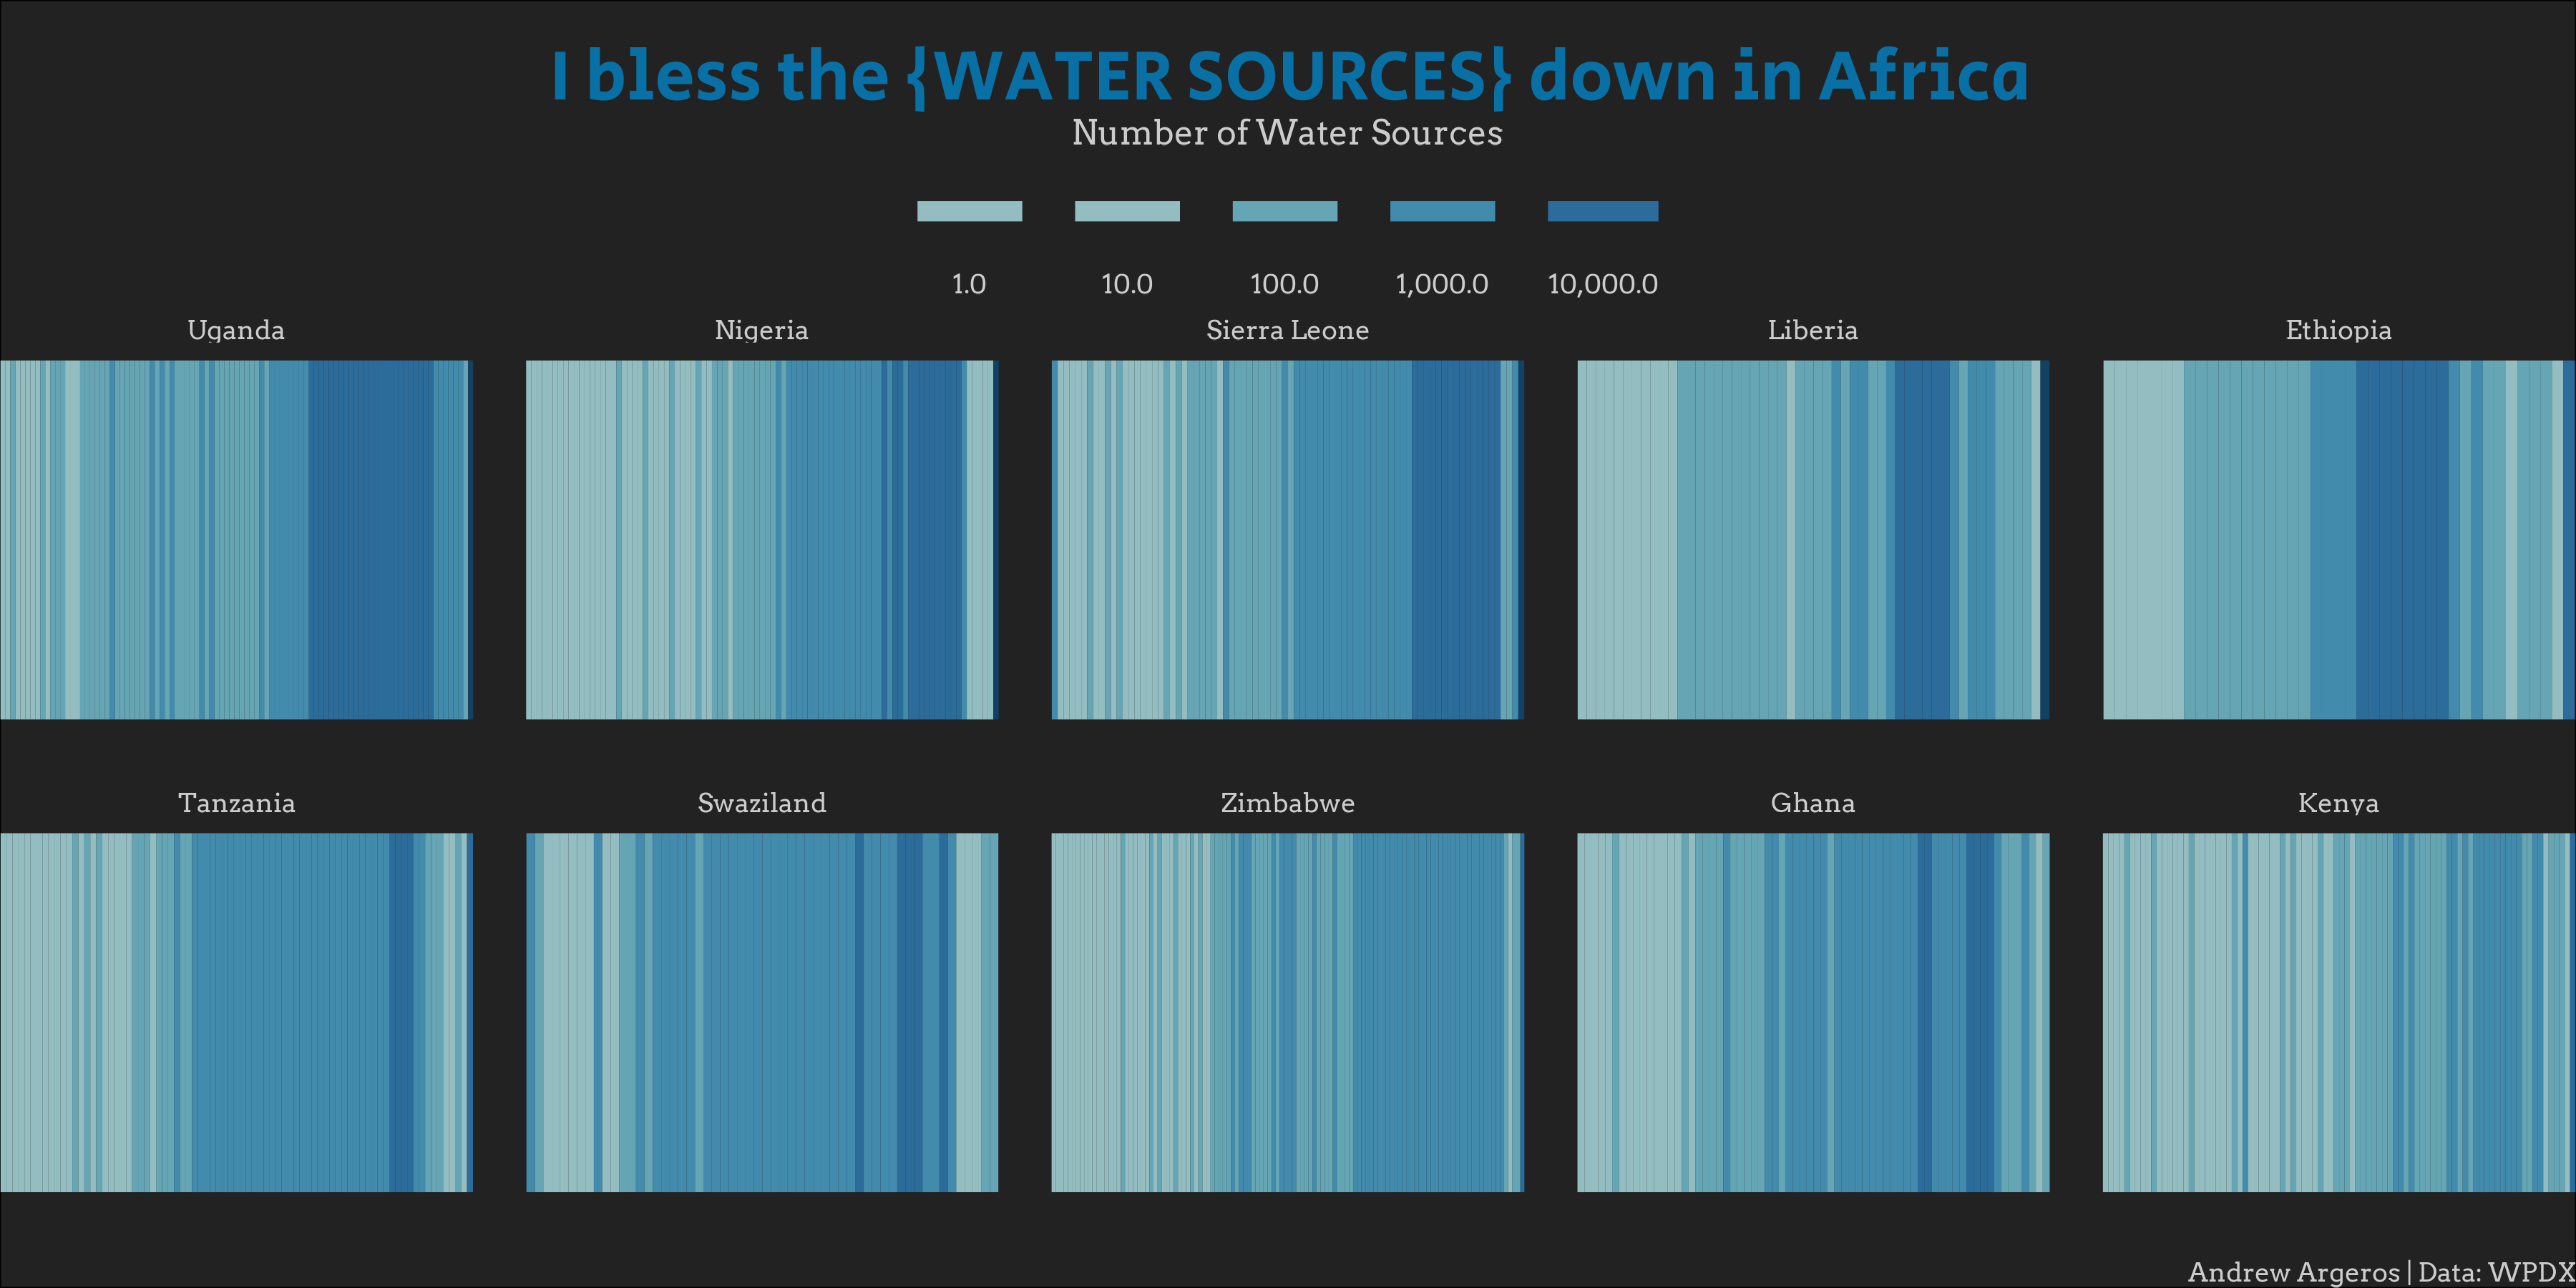 I bless the {WATER SOURCES} down in Africa
Number of Water Sources
1.0 10.0 100.0 1,000.0 10,000.0
Uganda Nigeria Sierra Leone Liberia Ethiopia
Tanzania Swaziland Zimbabwe Ghana Kenya
Andrew Argeros | Data: WPDX